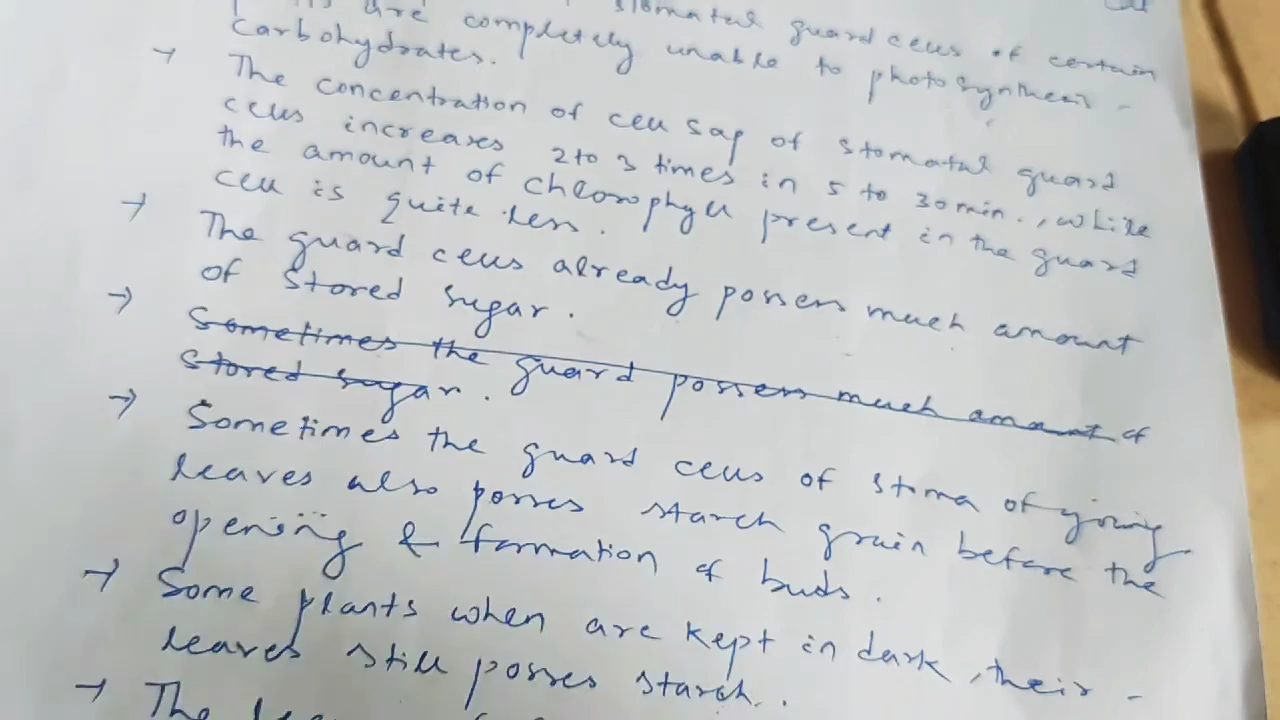 stomatal guard cells of certain
are completely unable to photosynthesis -
Carbohydrates.
→ The concentration of cell sap of stomatal guard
cells increases 2 to 3 times in 5 to 30 min., while
the amount of chlorophyll present in the guard
cell is quite less.
→ The guard cells already possess much amount
of stored sugar.
→ Sometimes the guard possess much amount of
stored sugar.
→ Sometimes the guard cells of stoma of young
leaves also posses starch grain before the
opening & formation of buds.
→ Some plants when are kept in dark, their -
leaves still posses starch..
→ The